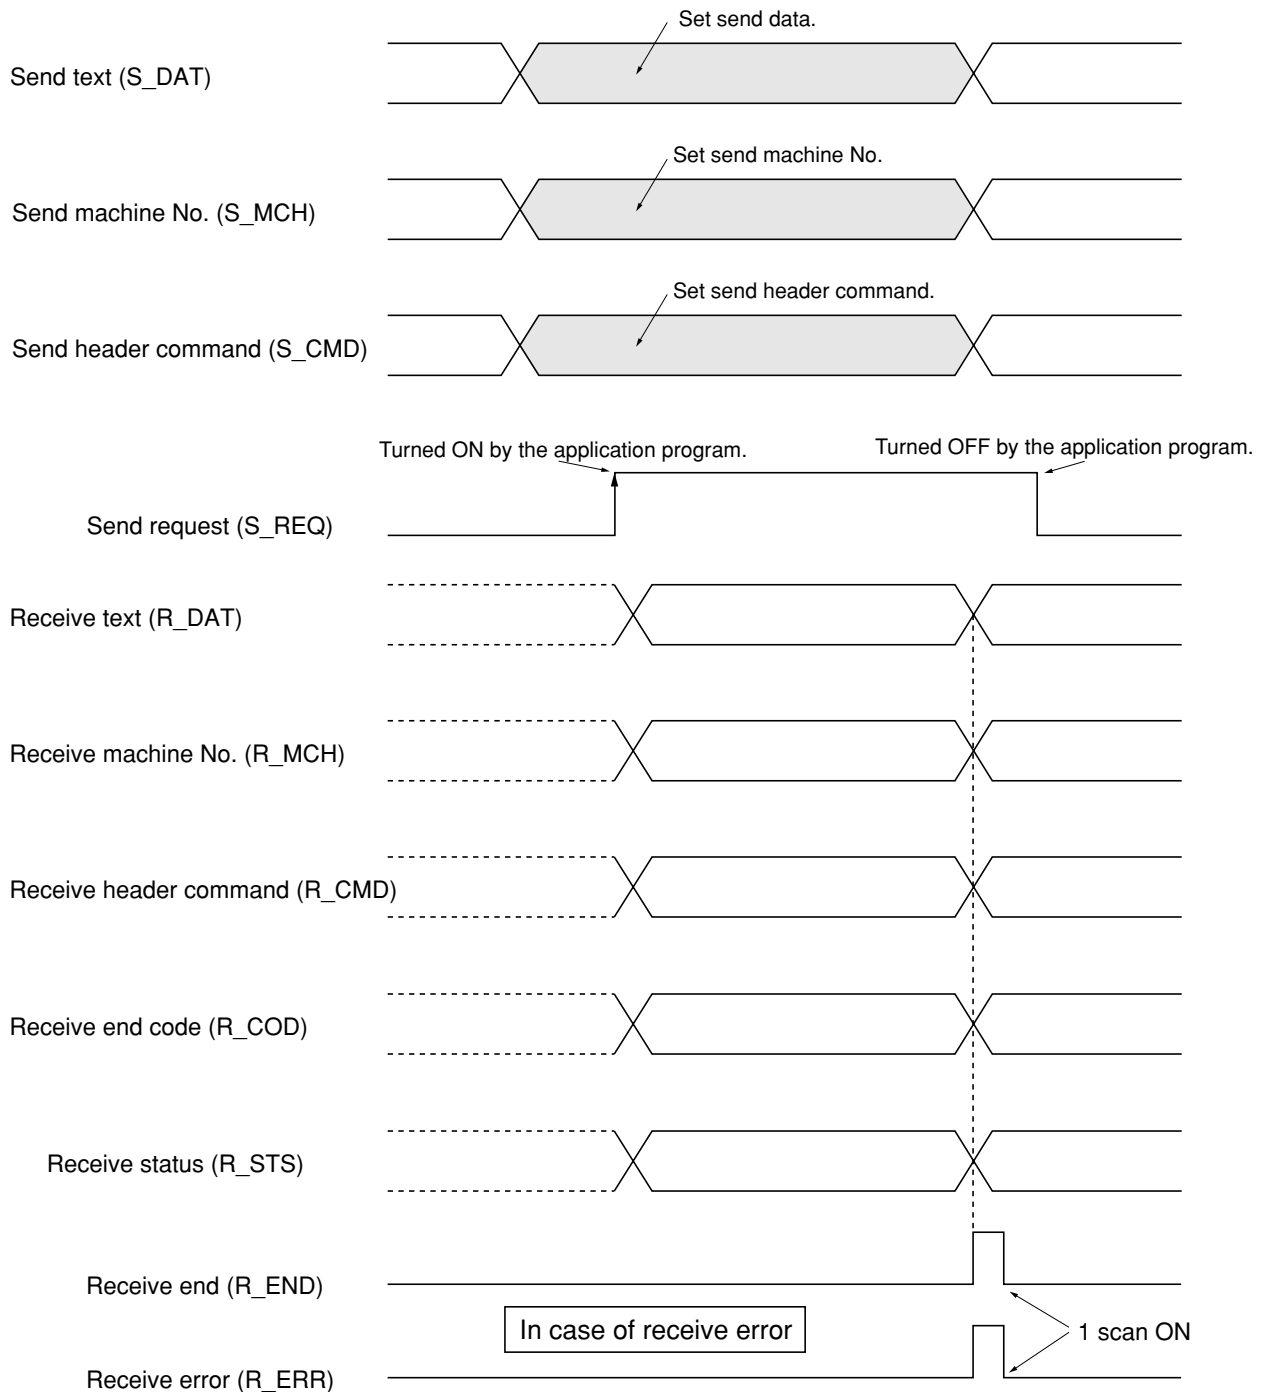 Set send data.
Send text (S_DAT)
Set send machine No.
Send machine No. (S_MCH)
Set send header command.
Send header command (S_CMD)
Turned ON by the application program.
Turned OFF by the application program.
Send request (S_REQ)
Receive text (R_DAT)
Receive machine No. (R_MCH)
Receive header command (R_CMD)
Receive end code (R_COD)
Receive status (R_STS)
Receive end (R_END)
In case of receive error
1 scan ON
Receive error (R_ERR)